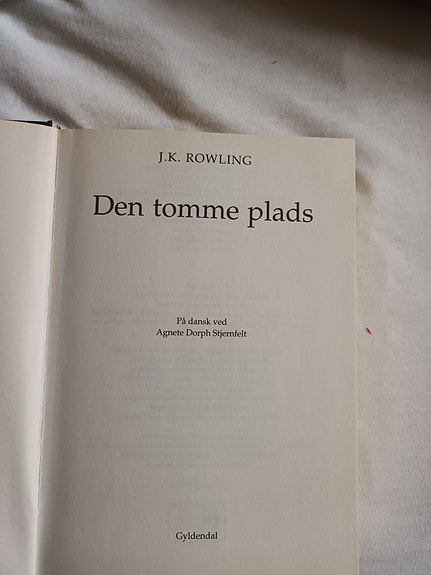 J.K. ROWLING
Den tomme plads
På dansk ved
Agnete Dorph Stjernfelt
Gyldendal